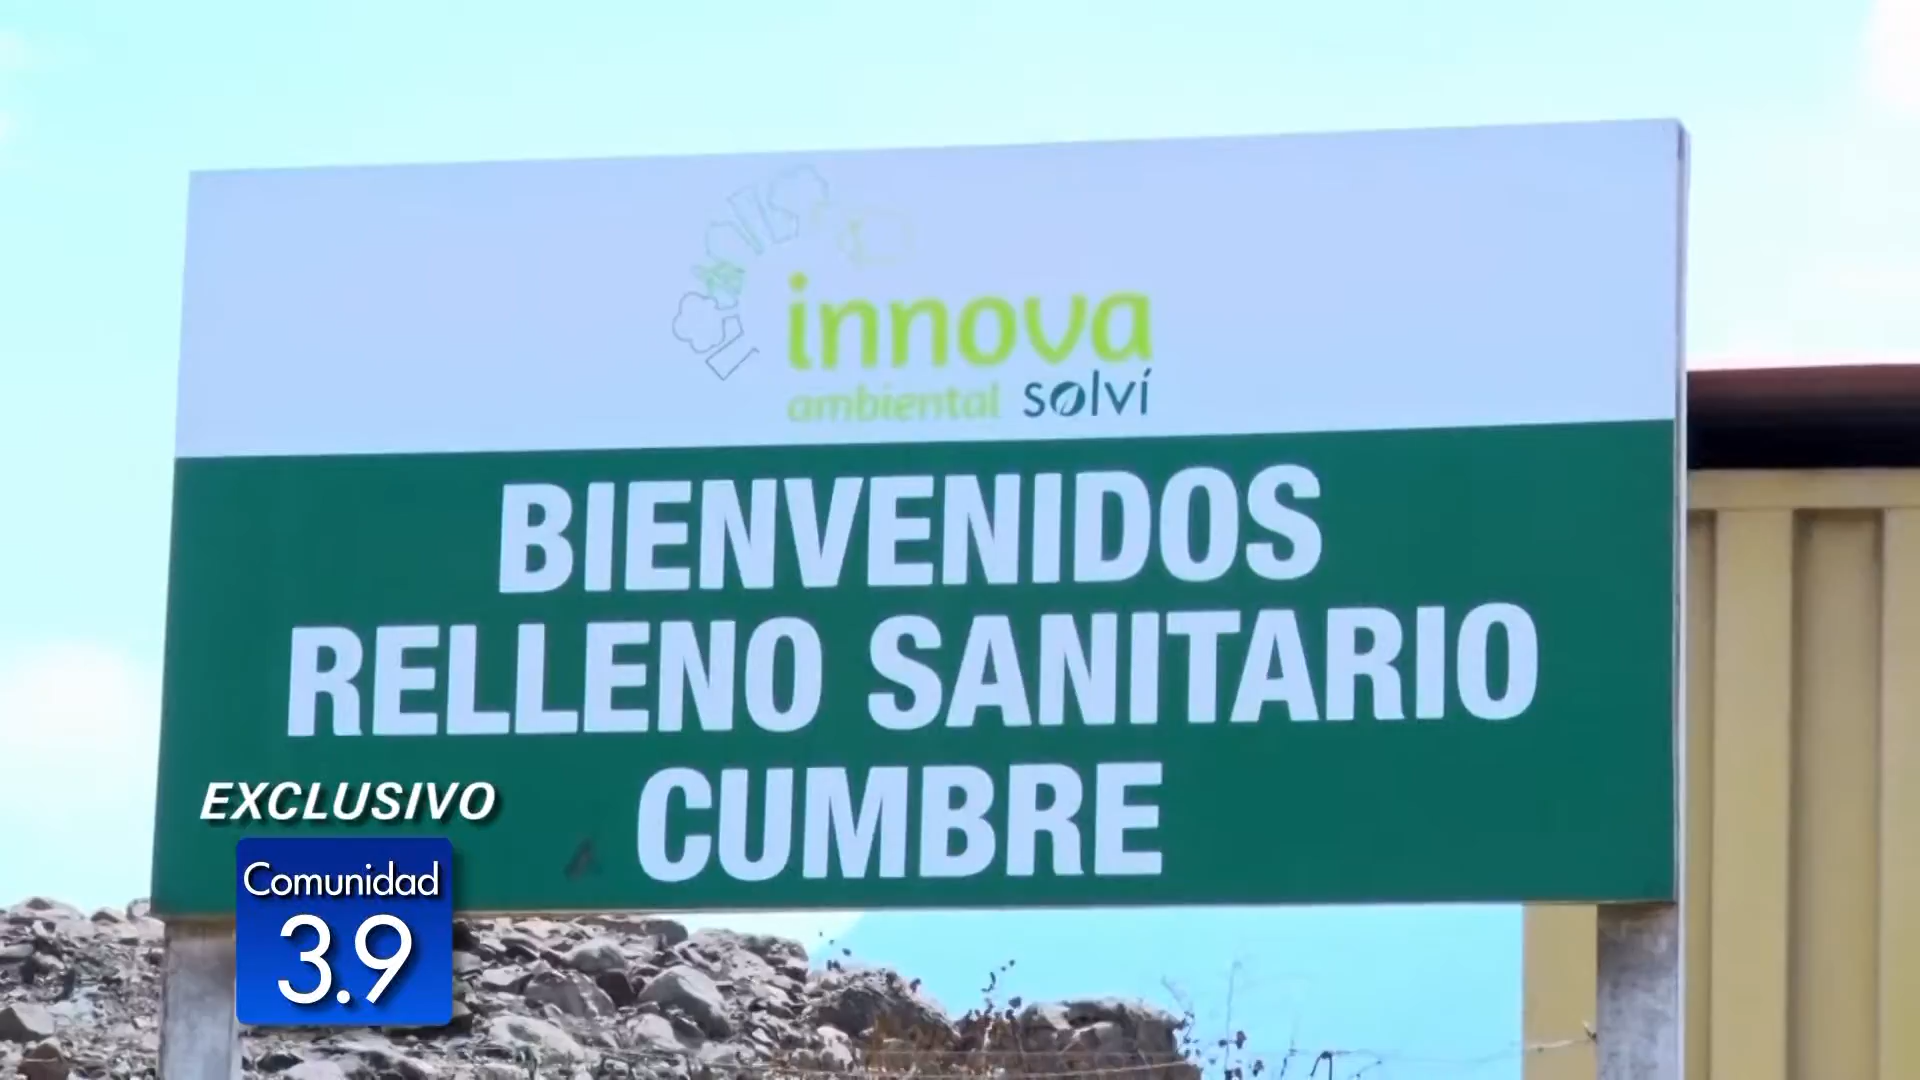 innova
ambiental solví
BIENVENIDOS
RELLENO SANITARIO
CUMBRE
EXCLUSIVO
Comunidad
3.9